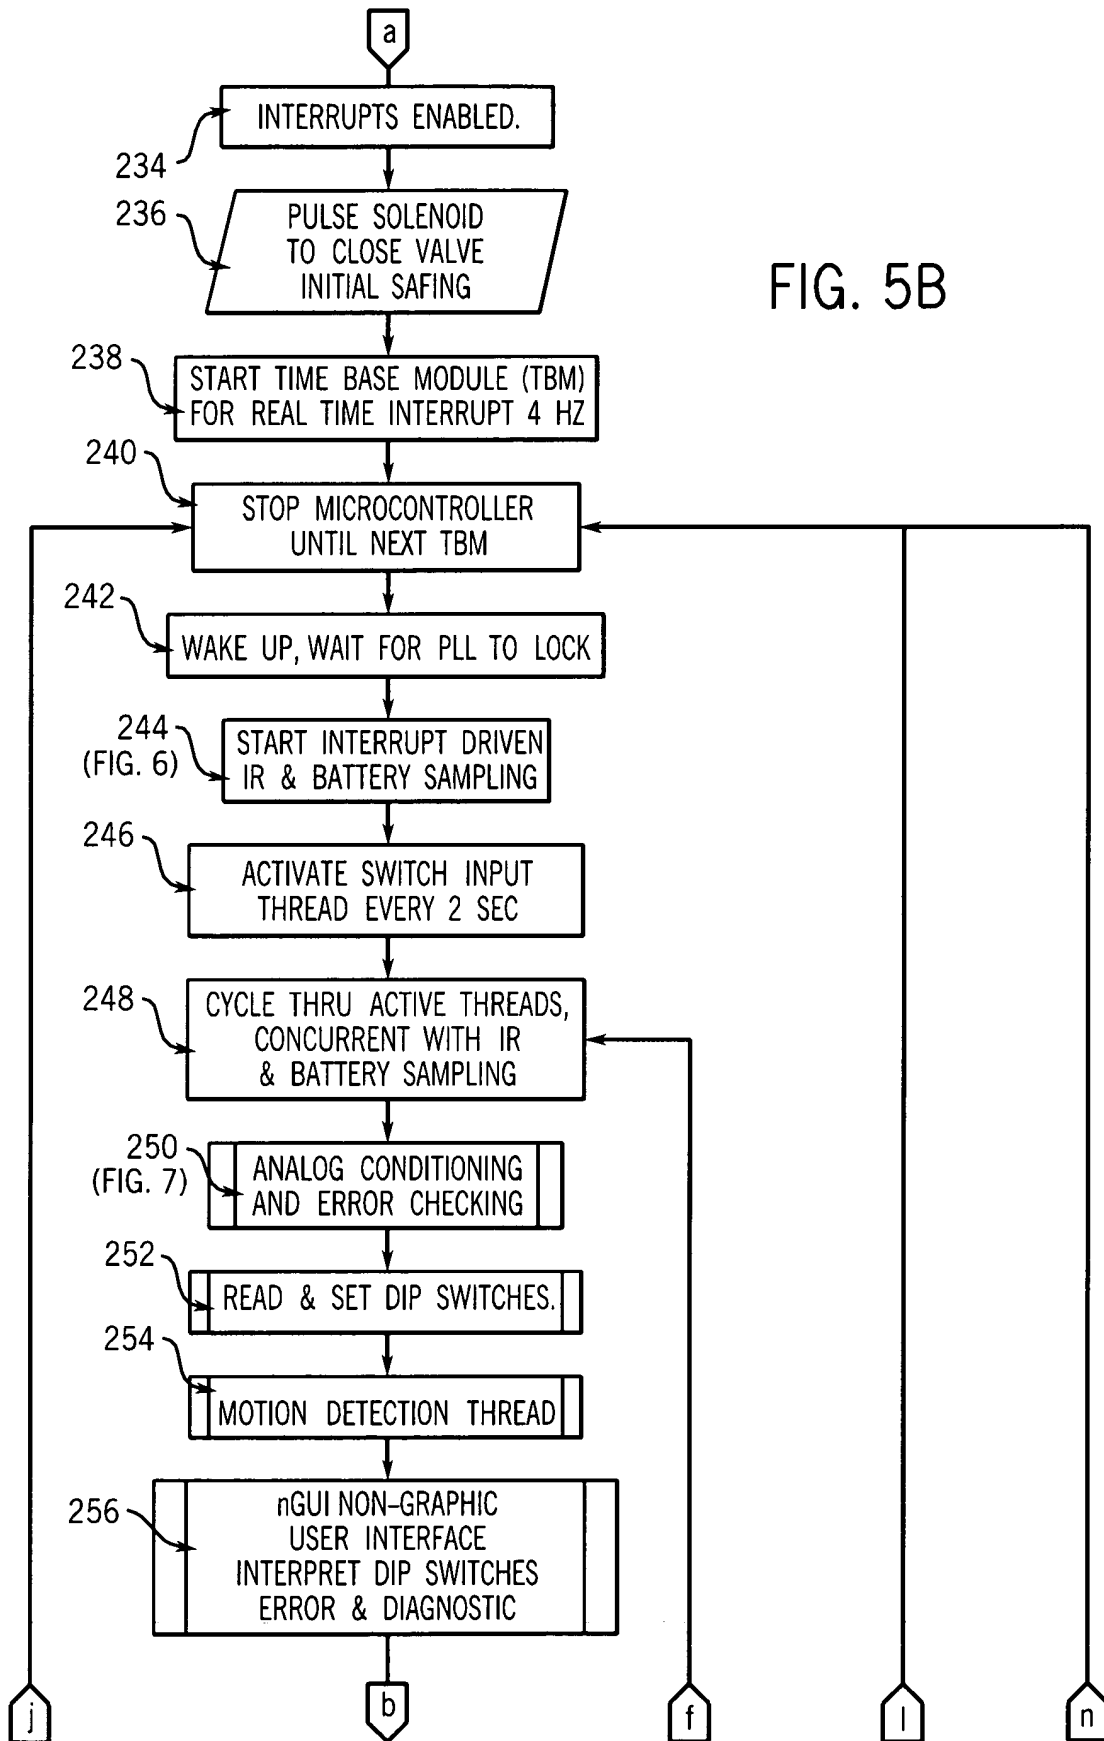 a
INTERRUPTS ENABLED.
234
236
PULSE SOLENOID
TO CLOSE VALVE
INITIAL SAFING
FIG. 5B
238
START TIME BASE MODULE (TBM)
FOR REAL TIME INTERRUPT 4 HZ
240
STOP MICROCONTROLLER
UNTIL NEXT TBM
242
WAKE UP, WAIT FOR PLL TO LOCK
244
(FIG. 6)
START INTERRUPT DRIVEN
IR & BATTERY SAMPLING
246
ACTIVATE SWITCH INPUT
THREAD EVERY 2 SEC
248
CYCLE THRU ACTIVE THREADS,
CONCURRENT WITH IR
& BATTERY SAMPLING
250
(FIG. 7)
ANALOG CONDITIONING
AND ERROR CHECKING
252
READ & SET DIP SWITCHES.
254
MOTION DETECTION THREAD
256
nGUI NON-GRAPHIC
USER INTERFACE
INTERPRET DIP SWITCHES
ERROR & DIAGNOSTIC
j
b
f
l
n